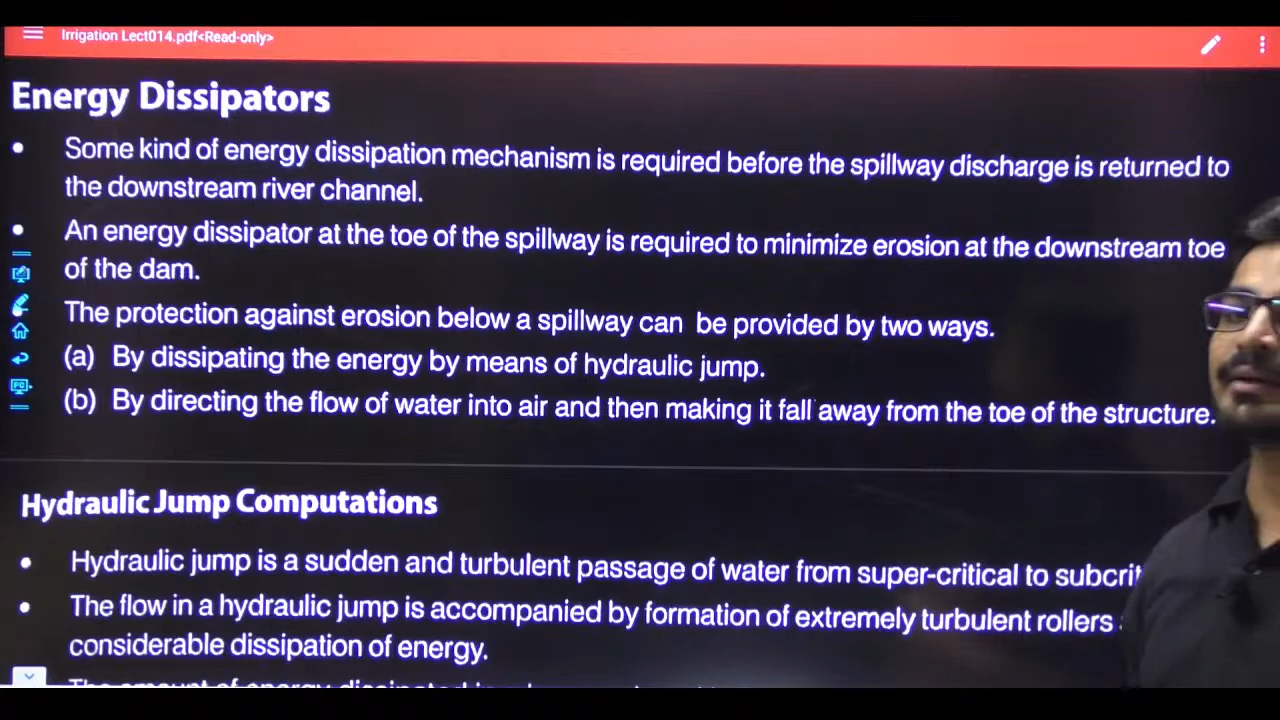 Irrigation Lect014.pdf<Read-only>
Energy Dissipators
• Some kind of energy dissipation mechanism is required before the spillway discharge is returned to
the downstream river channel.
• An energy dissipator at the toe of the spillway is required to minimize erosion at the downstream toe
of the dam.
The protection against erosion below a spillway can be provided by two ways.
(a) By dissipating the energy by means of hydraulic jump.
(b) By directing the flow of water into air and then making it fall away from the toe of the structure.
Hydraulic Jump Computations
• Hydraulic jump is a sudden and turbulent passage of water from super-critical to subcrit
• The flow in a hydraulic jump is accompanied by formation of extremely turbulent rollers
considerable dissipation of energy.
The amount of energy dissipated in